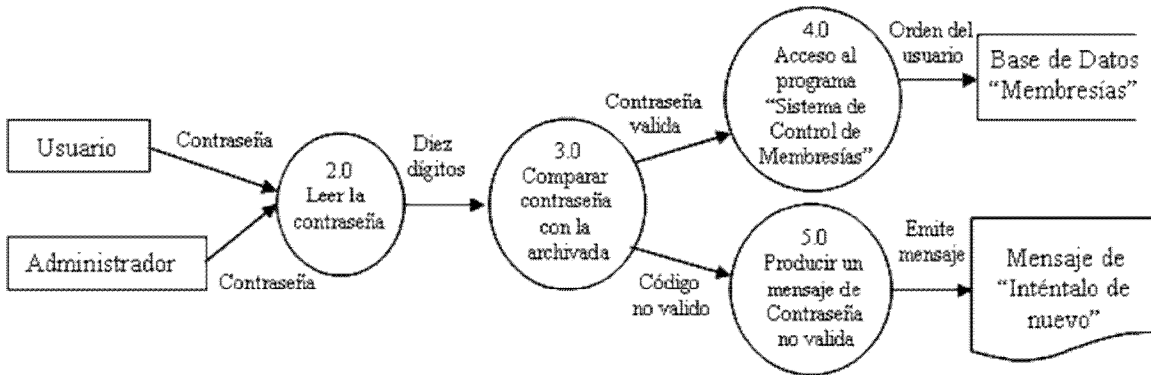 Usuario
Contraseña
Administrador
Contraseña
2.0
Leer la
contraseña
Diez
dígitos
3.0
Comparar
contraseña
con la
archivada
Contraseña
valida
4.0
Acceso al
programa
“Sistema de
Control de
Membresías”
Orden del
usuario
Base de Datos
“Membresías”
Código
no valido
5.0
Producir un
mensaje de
Contraseña
no valida
Emite
mensaje
Mensaje de
“Inténtalo de
nuevo”